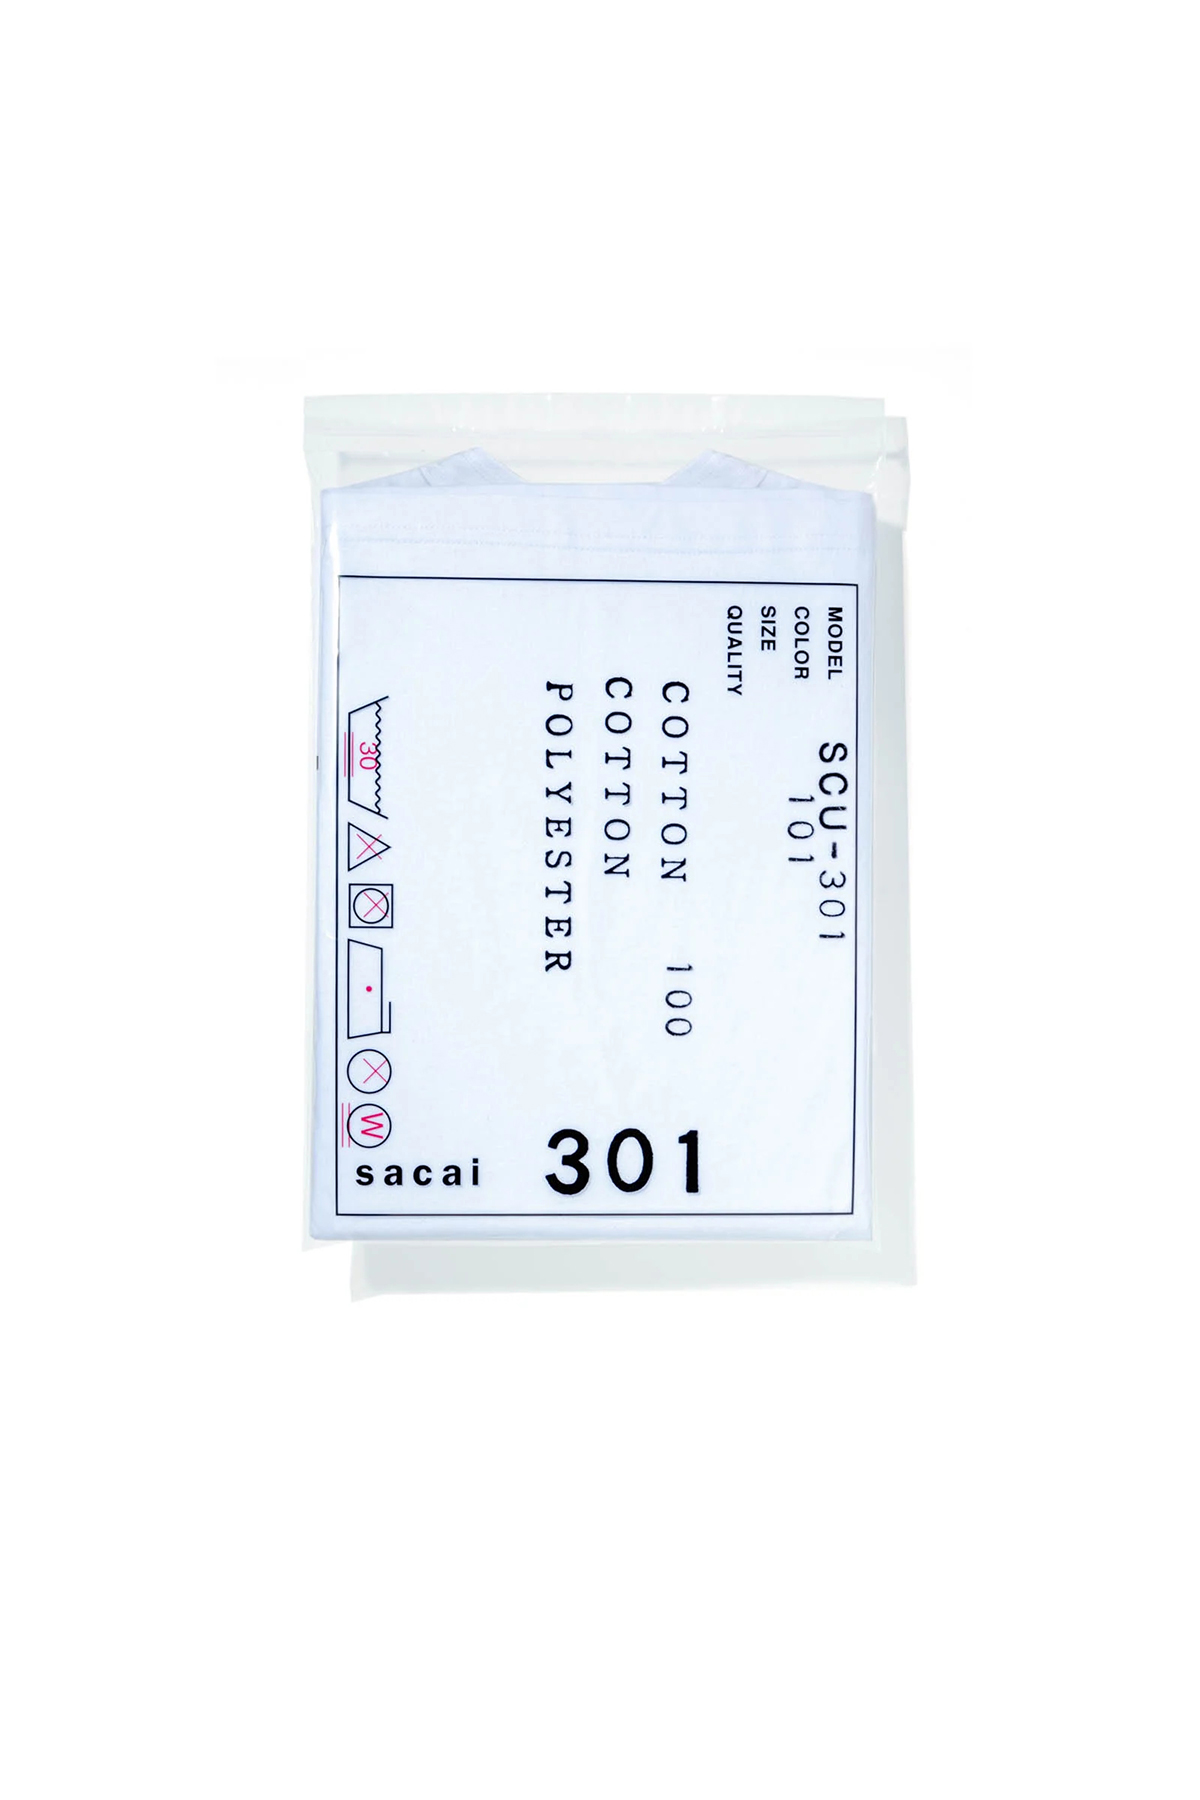 MODEL SCU-301
COLOR 101
SIZE
QUALITY
COTTON 100
COTTON
POLYESTER
30
W
sacai
301